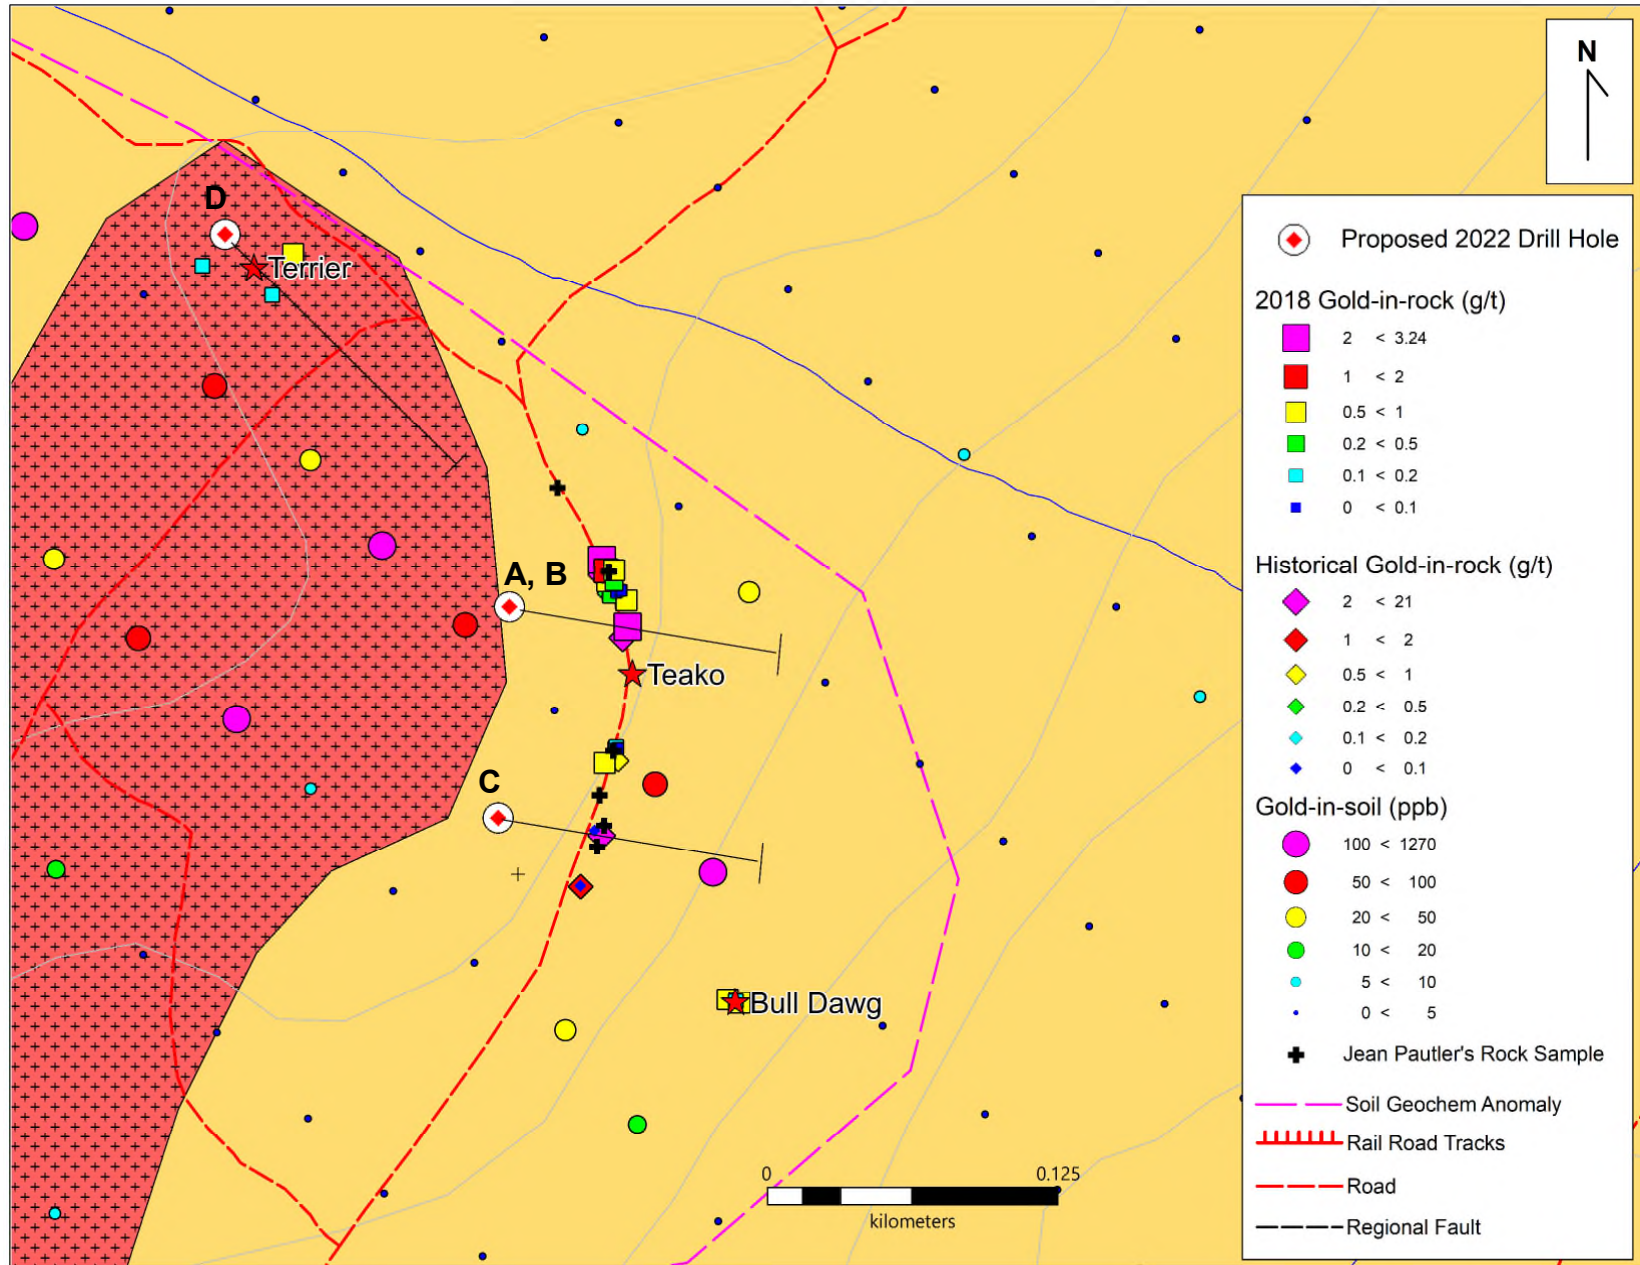 N
D
Terrier
A, B
Teako
C
Bull Dawg
0 0.125
kilometers
Proposed 2022 Drill Hole
2018 Gold-in-rock (g/t)
2 < 3.24
1 < 2
0.5 < 1
0.2 < 0.5
0.1 < 0.2
0 < 0.1
Historical Gold-in-rock (g/t)
2 < 21
1 < 2
0.5 < 1
0.2 < 0.5
0.1 < 0.2
0 < 0.1
Gold-in-soil (ppb)
100 < 1270
50 < 100
20 < 50
10 < 20
5 < 10
0 < 5
Jean Pautler's Rock Sample
Soil Geochem Anomaly
Rail Road Tracks
Road
Regional Fault